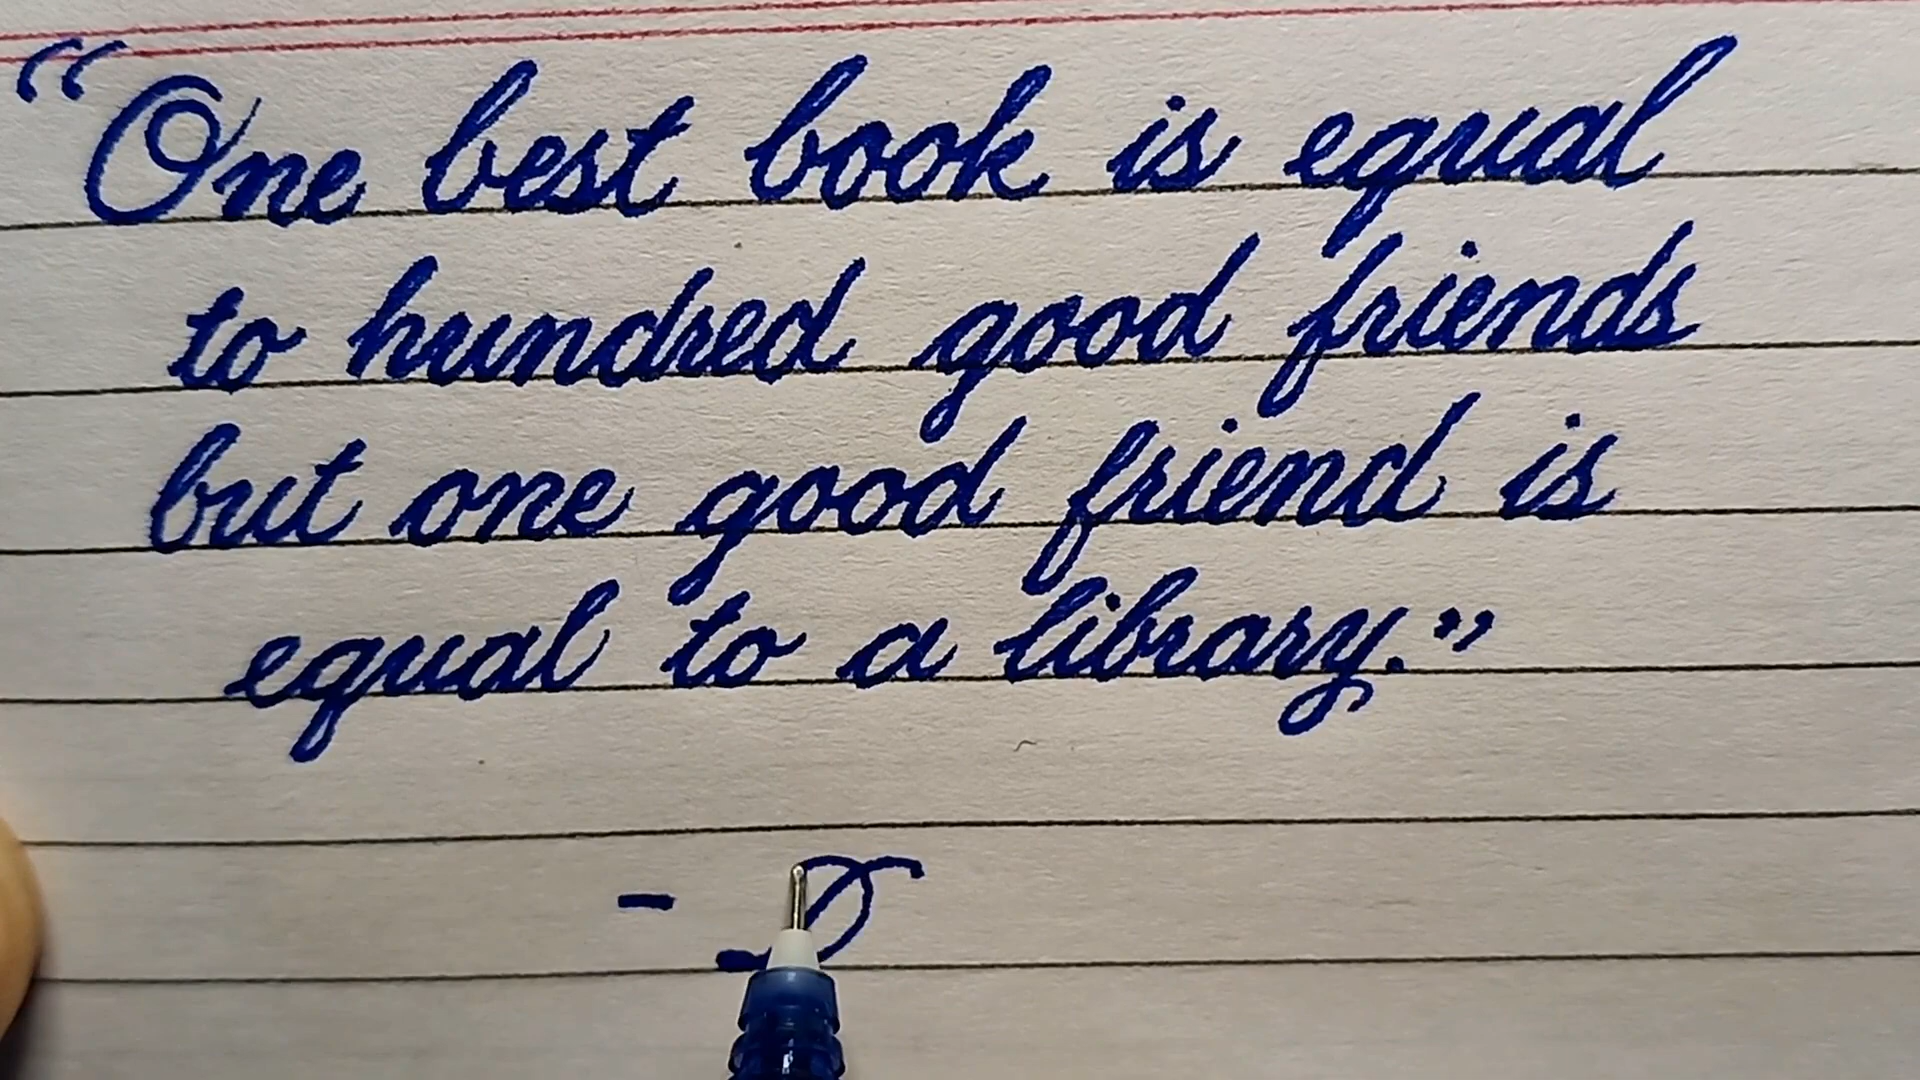 “One best book is equal
to hundred good friends
but one good friend is
equal to a library.”
-